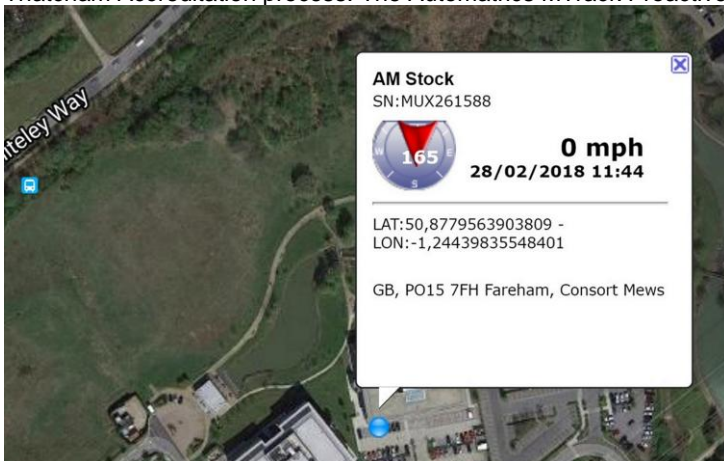 AM Stock
SN:MUX261588
165
W
E
S
0 mph
28/02/2018 11:44
LAT:50,8779563903809 -
LON:-1,24439835548401
GB, PO15 7FH Fareham, Consort Mews
Way